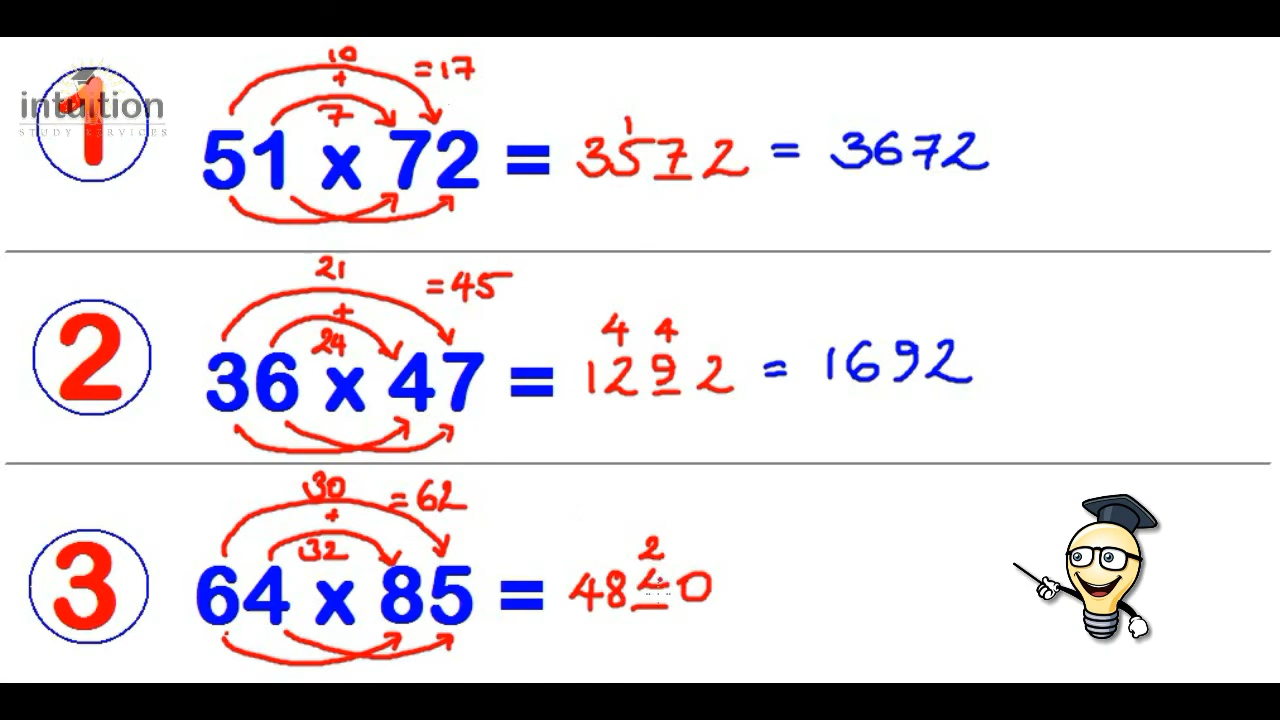 10
+ = 17
7
intuition
STUDY SERVICES
1
1
51 x 72 = 3572 = 3672
21
+ = 45
24
4 4
2
36 x 47 = 1292 = 1692
30
+ = 62
32
2
3
64 x 85 = 4820